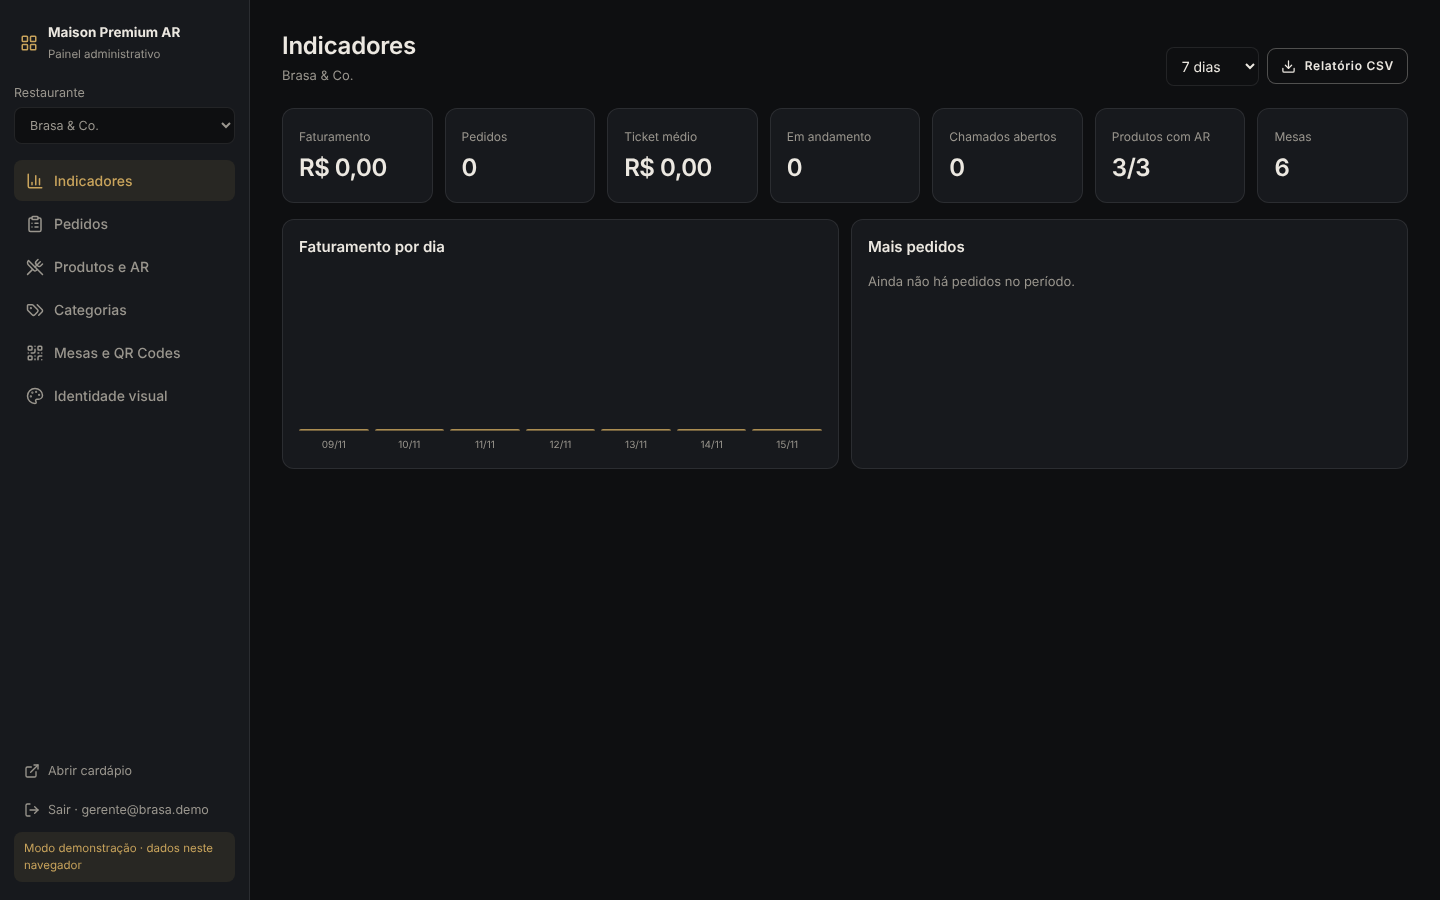 Maison Premium AR
Painel administrativo
Restaurante
Brasa & Co.
Indicadores
Pedidos
Produtos e AR
Categorias
Mesas e QR Codes
Identidade visual
Abrir cardápio
Sair · gerente@brasa.demo
Modo demonstração · dados neste
navegador
Indicadores
Brasa & Co.
7 dias
Relatório CSV
Faturamento
R$ 0,00
Pedidos
0
Ticket médio
R$ 0,00
Em andamento
0
Chamados abertos
0
Produtos com AR
3/3
Mesas
6
Faturamento por dia
09/11 10/11 11/11 12/11 13/11 14/11 15/11
Mais pedidos
Ainda não há pedidos no período.